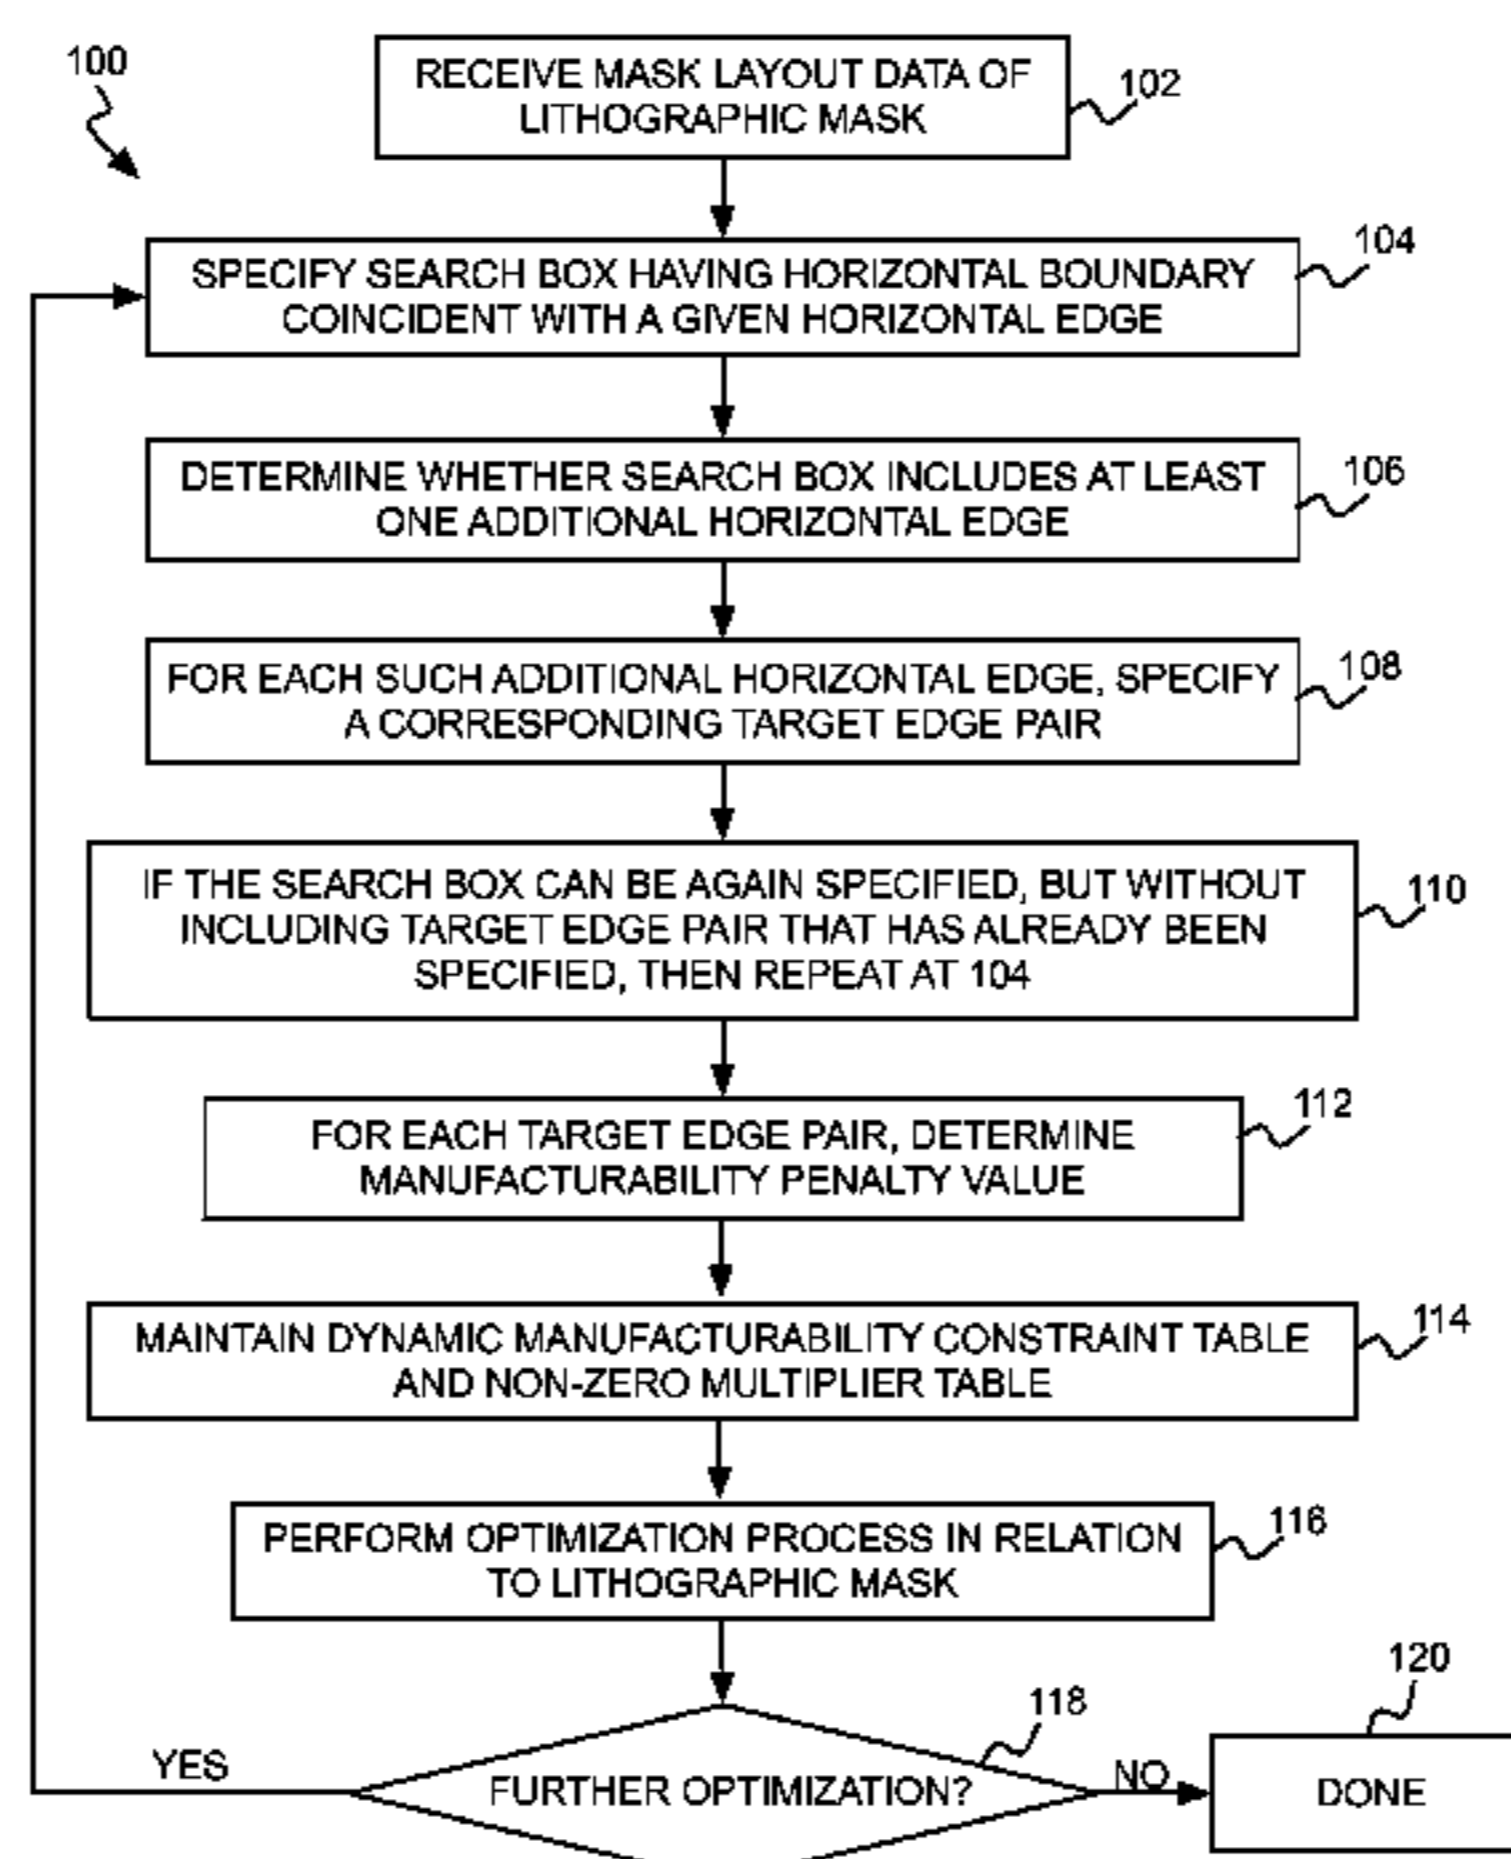 100
RECEIVE MASK LAYOUT DATA OF
LITHOGRAPHIC MASK
102
SPECIFY SEARCH BOX HAVING HORIZONTAL BOUNDARY
COINCIDENT WITH A GIVEN HORIZONTAL EDGE
104
DETERMINE WHETHER SEARCH BOX INCLUDES AT LEAST
ONE ADDITIONAL HORIZONTAL EDGE
106
FOR EACH SUCH ADDITIONAL HORIZONTAL EDGE, SPECIFY
A CORRESPONDING TARGET EDGE PAIR
108
IF THE SEARCH BOX CAN BE AGAIN SPECIFIED, BUT WITHOUT
INCLUDING TARGET EDGE PAIR THAT HAS ALREADY BEEN
SPECIFIED, THEN REPEAT AT 104
110
FOR EACH TARGET EDGE PAIR, DETERMINE
MANUFACTURABILITY PENALTY VALUE
112
MAINTAIN DYNAMIC MANUFACTURABILITY CONSTRAINT TABLE
AND NON-ZERO MULTIPLIER TABLE
114
PERFORM OPTIMIZATION PROCESS IN RELATION
TO LITHOGRAPHIC MASK
116
YES
FURTHER OPTIMIZATION?
118
NO
DONE
120